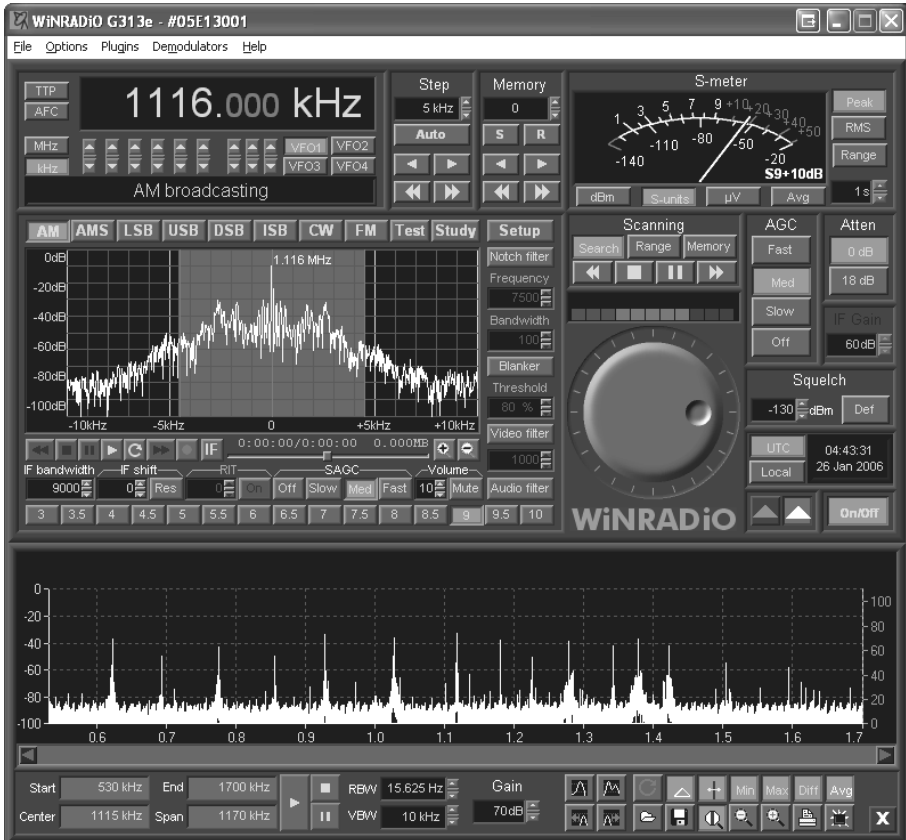 WiNRADiO G313e - #05E13001
File Options Plugins Demodulators Help
TTP
AFC
1116.000 kHz
MHz
kHz
VFO1 VFO2
VFO3 VFO4
AM broadcasting
Step
5 kHz
Auto
Memory
0
S R
S-meter
1 3 5 7 9 +10 +20 +30 +40 +50
-140 -110 -80 -50 -20
S9+10dB
dBm S-units µV Avg
Peak
RMS
Range
1 s
AM AMS LSB USB DSB ISB CW FM Test Study
0dB
-20dB
-40dB
-60dB
-80dB
-100dB
1.116 MHz
-10kHz -5kHz 0 +5kHz +10kHz
IF 0:00:00/0:00:00 0.000MB
IF bandwidth IF shift RIT SAGC Volume
9000 0 Res 0 On Off Slow Med Fast 10 Mute
3 3.5 4 4.5 5 5.5 6 6.5 7 7.5 8 8.5 9 9.5 10
Setup
Notch filter
Frequency
7500
Bandwidth
100
Blanker
Threshold
80 %
Video filter
1000
Audio filter
Scanning
Search Range Memory
WiNRADiO
AGC
Fast
Med
Slow
Off
Atten
0 dB
18 dB
IF Gain
60dB
Squelch
-130 dBm Def
UTC
Local
04:43:31
26 Jan 2006
On/Off
0
-20
-40
-60
-80
-100
100
80
60
40
20
0
0.6 0.7 0.8 0.9 1.0 1.1 1.2 1.3 1.4 1.5 1.6 1.7
Start 530 kHz End 1700 kHz
Center 1115 kHz Span 1170 kHz
RBW 15.625 Hz
VBW 10 kHz
Gain
70dB
Min Max Diff Avg
X